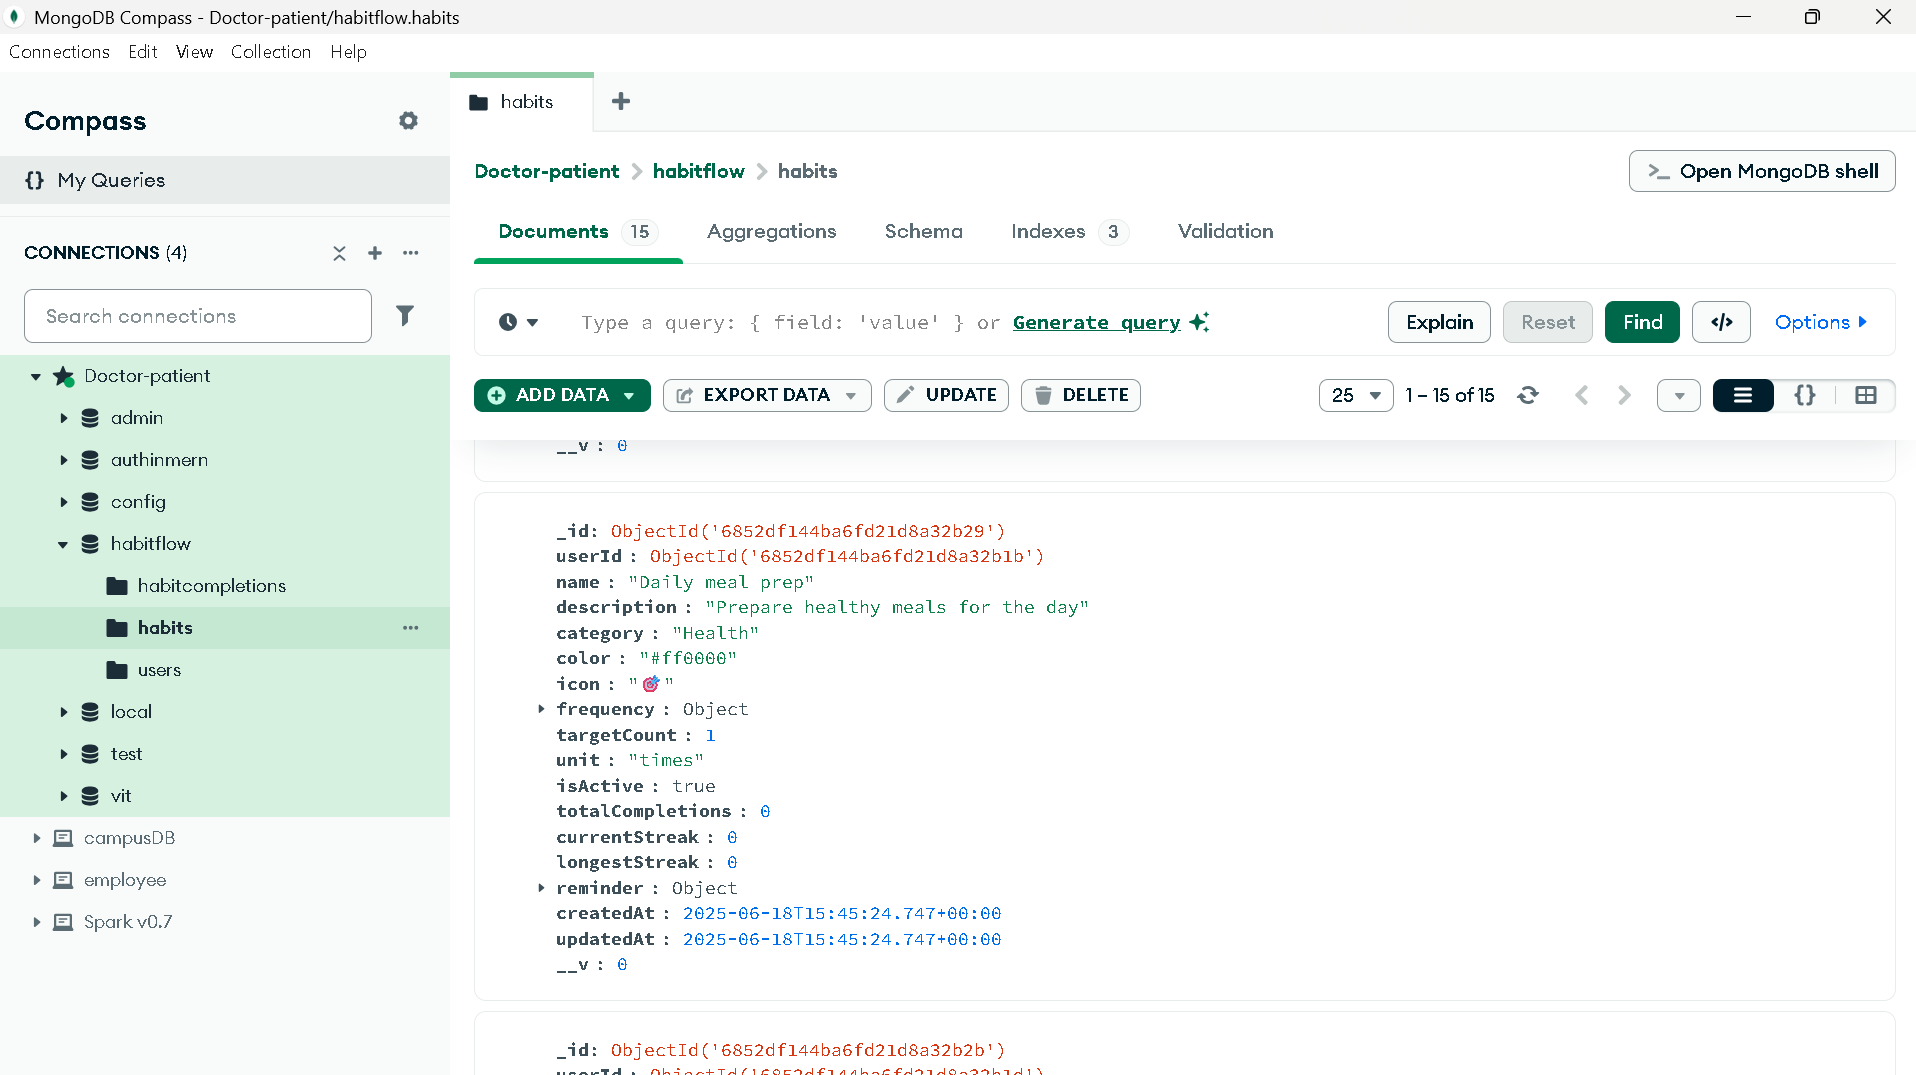 MongoDB Compass - Doctor-patient/habitflow.habits
Connections Edit View Collection Help
Compass
{} My Queries
CONNECTIONS (4)
Search connections
Doctor-patient
admin
authinmern
config
habitflow
habitcompletions
habits
users
local
test
vit
campusDB
employee
Spark v0.7
habits
Doctor-patient > habitflow > habits
>_ Open MongoDB shell
Documents 15 Aggregations Schema Indexes 3 Validation
Type a query: { field: 'value' } or Generate query
Explain Reset Find </> Options
ADD DATA EXPORT DATA UPDATE DELETE
25 1 – 15 of 15 {}
__v : 0
_id: ObjectId('6852df144ba6fd21d8a32b29')
userId : ObjectId('6852df144ba6fd21d8a32b1b')
name : "Daily meal prep"
description : "Prepare healthy meals for the day"
category : "Health"
color : "#ff0000"
icon : "🎯"
frequency : Object
targetCount : 1
unit : "times"
isActive : true
totalCompletions : 0
currentStreak : 0
longestStreak : 0
reminder : Object
createdAt : 2025-06-18T15:45:24.747+00:00
updatedAt : 2025-06-18T15:45:24.747+00:00
__v : 0
_id: ObjectId('6852df144ba6fd21d8a32b2b')
userId : ObjectId('6852df144ba6fd21d8a32b1d')